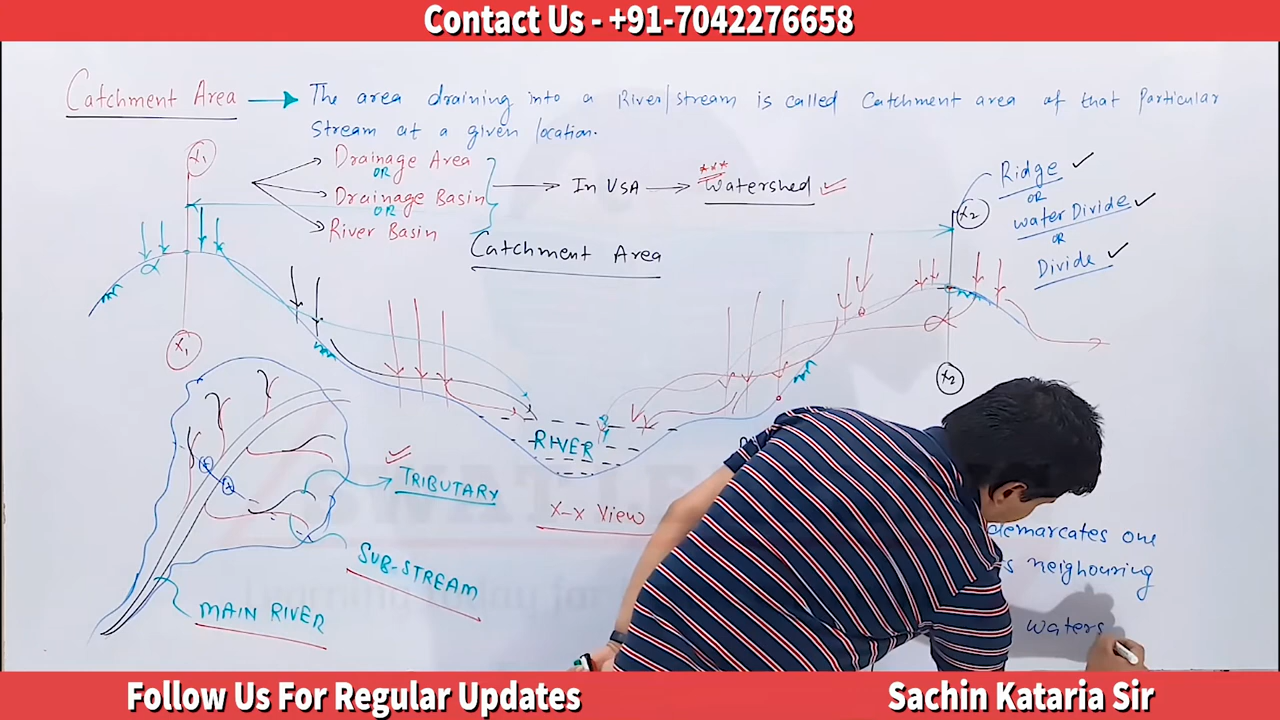 Contact Us - +91-7042276658
Catchment Area
The area draining into a River/stream is called Catchment area of that Particular
stream at a given location.
X1
Drainage Area
OR
Drainage Basin
OR
River Basin
In USA
***
Watershed
Ridge
OR
water Divide
OR
Divide
X2
Catchment Area
X1
X2
RIVER
TRIBUTARY
X-X View
SUB-STREAM
MAIN RIVER
demarcates one
neighouring
waters
Follow Us For Regular Updates
Sachin Kataria Sir